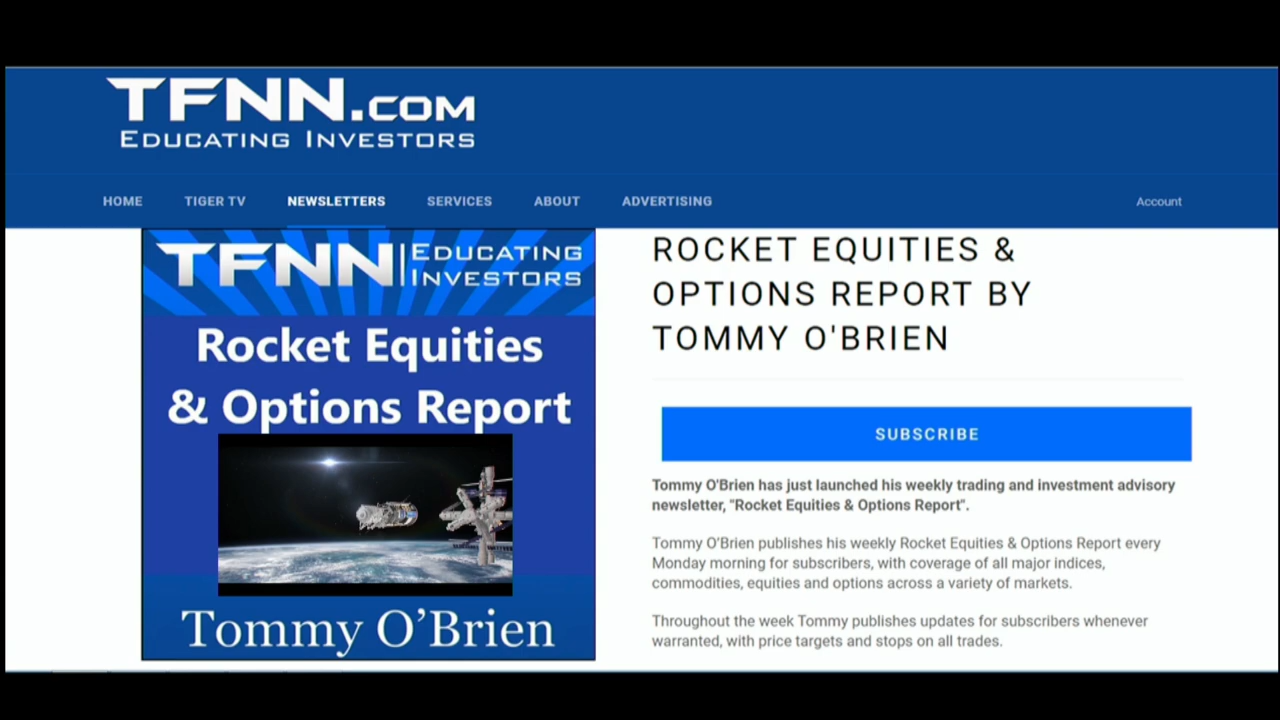 TFNN.COM
EDUCATING INVESTORS
HOME TIGER TV NEWSLETTERS SERVICES ABOUT ADVERTISING Account
TFNN EDUCATING
INVESTORS
Rocket Equities
& Options Report
Tommy O’Brien
ROCKET EQUITIES &
OPTIONS REPORT BY
TOMMY O'BRIEN
SUBSCRIBE
Tommy O'Brien has just launched his weekly trading and investment advisory
newsletter, "Rocket Equities & Options Report".
Tommy O’Brien publishes his weekly Rocket Equities & Options Report every
Monday morning for subscribers, with coverage of all major indices,
commodities, equities and options across a variety of markets.
Throughout the week Tommy publishes updates for subscribers whenever
warranted, with price targets and stops on all trades.